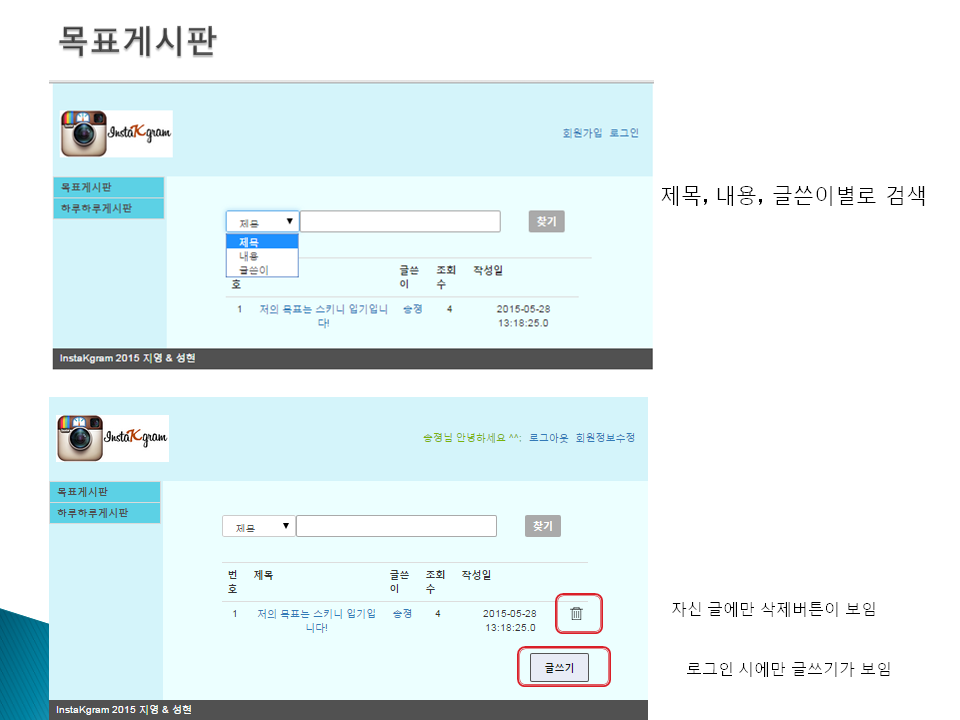 목표게시판
InstaKgram
회원가입 로그인
목표게시판
하루하루게시판
제목, 내용, 글쓴이별로 검색
제목 ▼ 찾기
제목
내용
글쓴이
호 글쓴이 조회수 작성일
1 저의 목표는 스키니 입기입니다! 승졍 4 2015-05-28 13:18:25.0
InstaKgram 2015 지영 & 성현
InstaKgram
승졍님 안녕하세요 ^^; 로그아웃 회원정보수정
목표게시판
하루하루게시판
제목 ▼ 찾기
번호 제목 글쓴이 조회수 작성일
1 저의 목표는 스키니 입기입니다! 승졍 4 2015-05-28 13:18:25.0
자신 글에만 삭제버튼이 보임
글쓰기
로그인 시에만 글쓰기가 보임
InstaKgram 2015 지영 & 성현